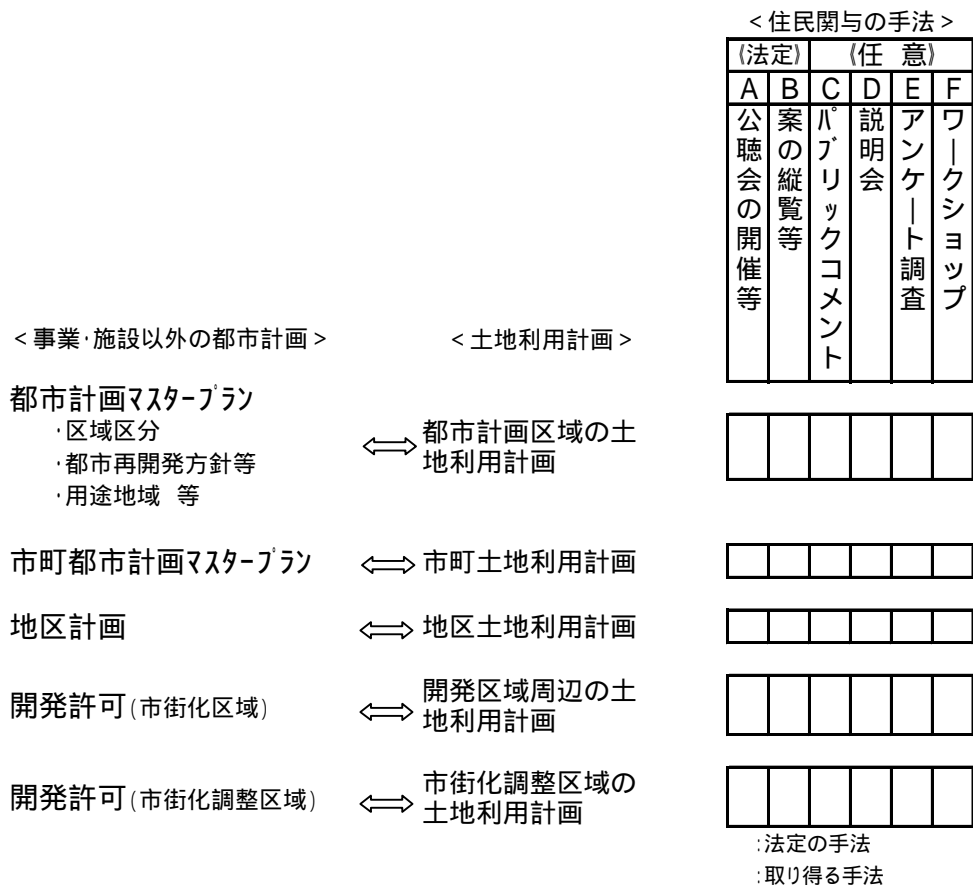 <住民関与の手法>
《法定》 《任 意》
A B C D E F
公聴会の開催等
案の縦覧等
パブリックコメント
説明会
アンケート調査
ワークショップ
<事業・施設以外の都市計画> <土地利用計画>
都市計画マスタープラン
・区域区分
・都市再開発方針等
・用途地域 等
都市計画区域の土
地利用計画
市町都市計画マスタープラン ⇔ 市町土地利用計画
地区計画 ⇔ 地区土地利用計画
開発許可(市街化区域)
開発区域周辺の土
地利用計画
開発許可(市街化調整区域)
市街化調整区域の
土地利用計画
:法定の手法
:取り得る手法